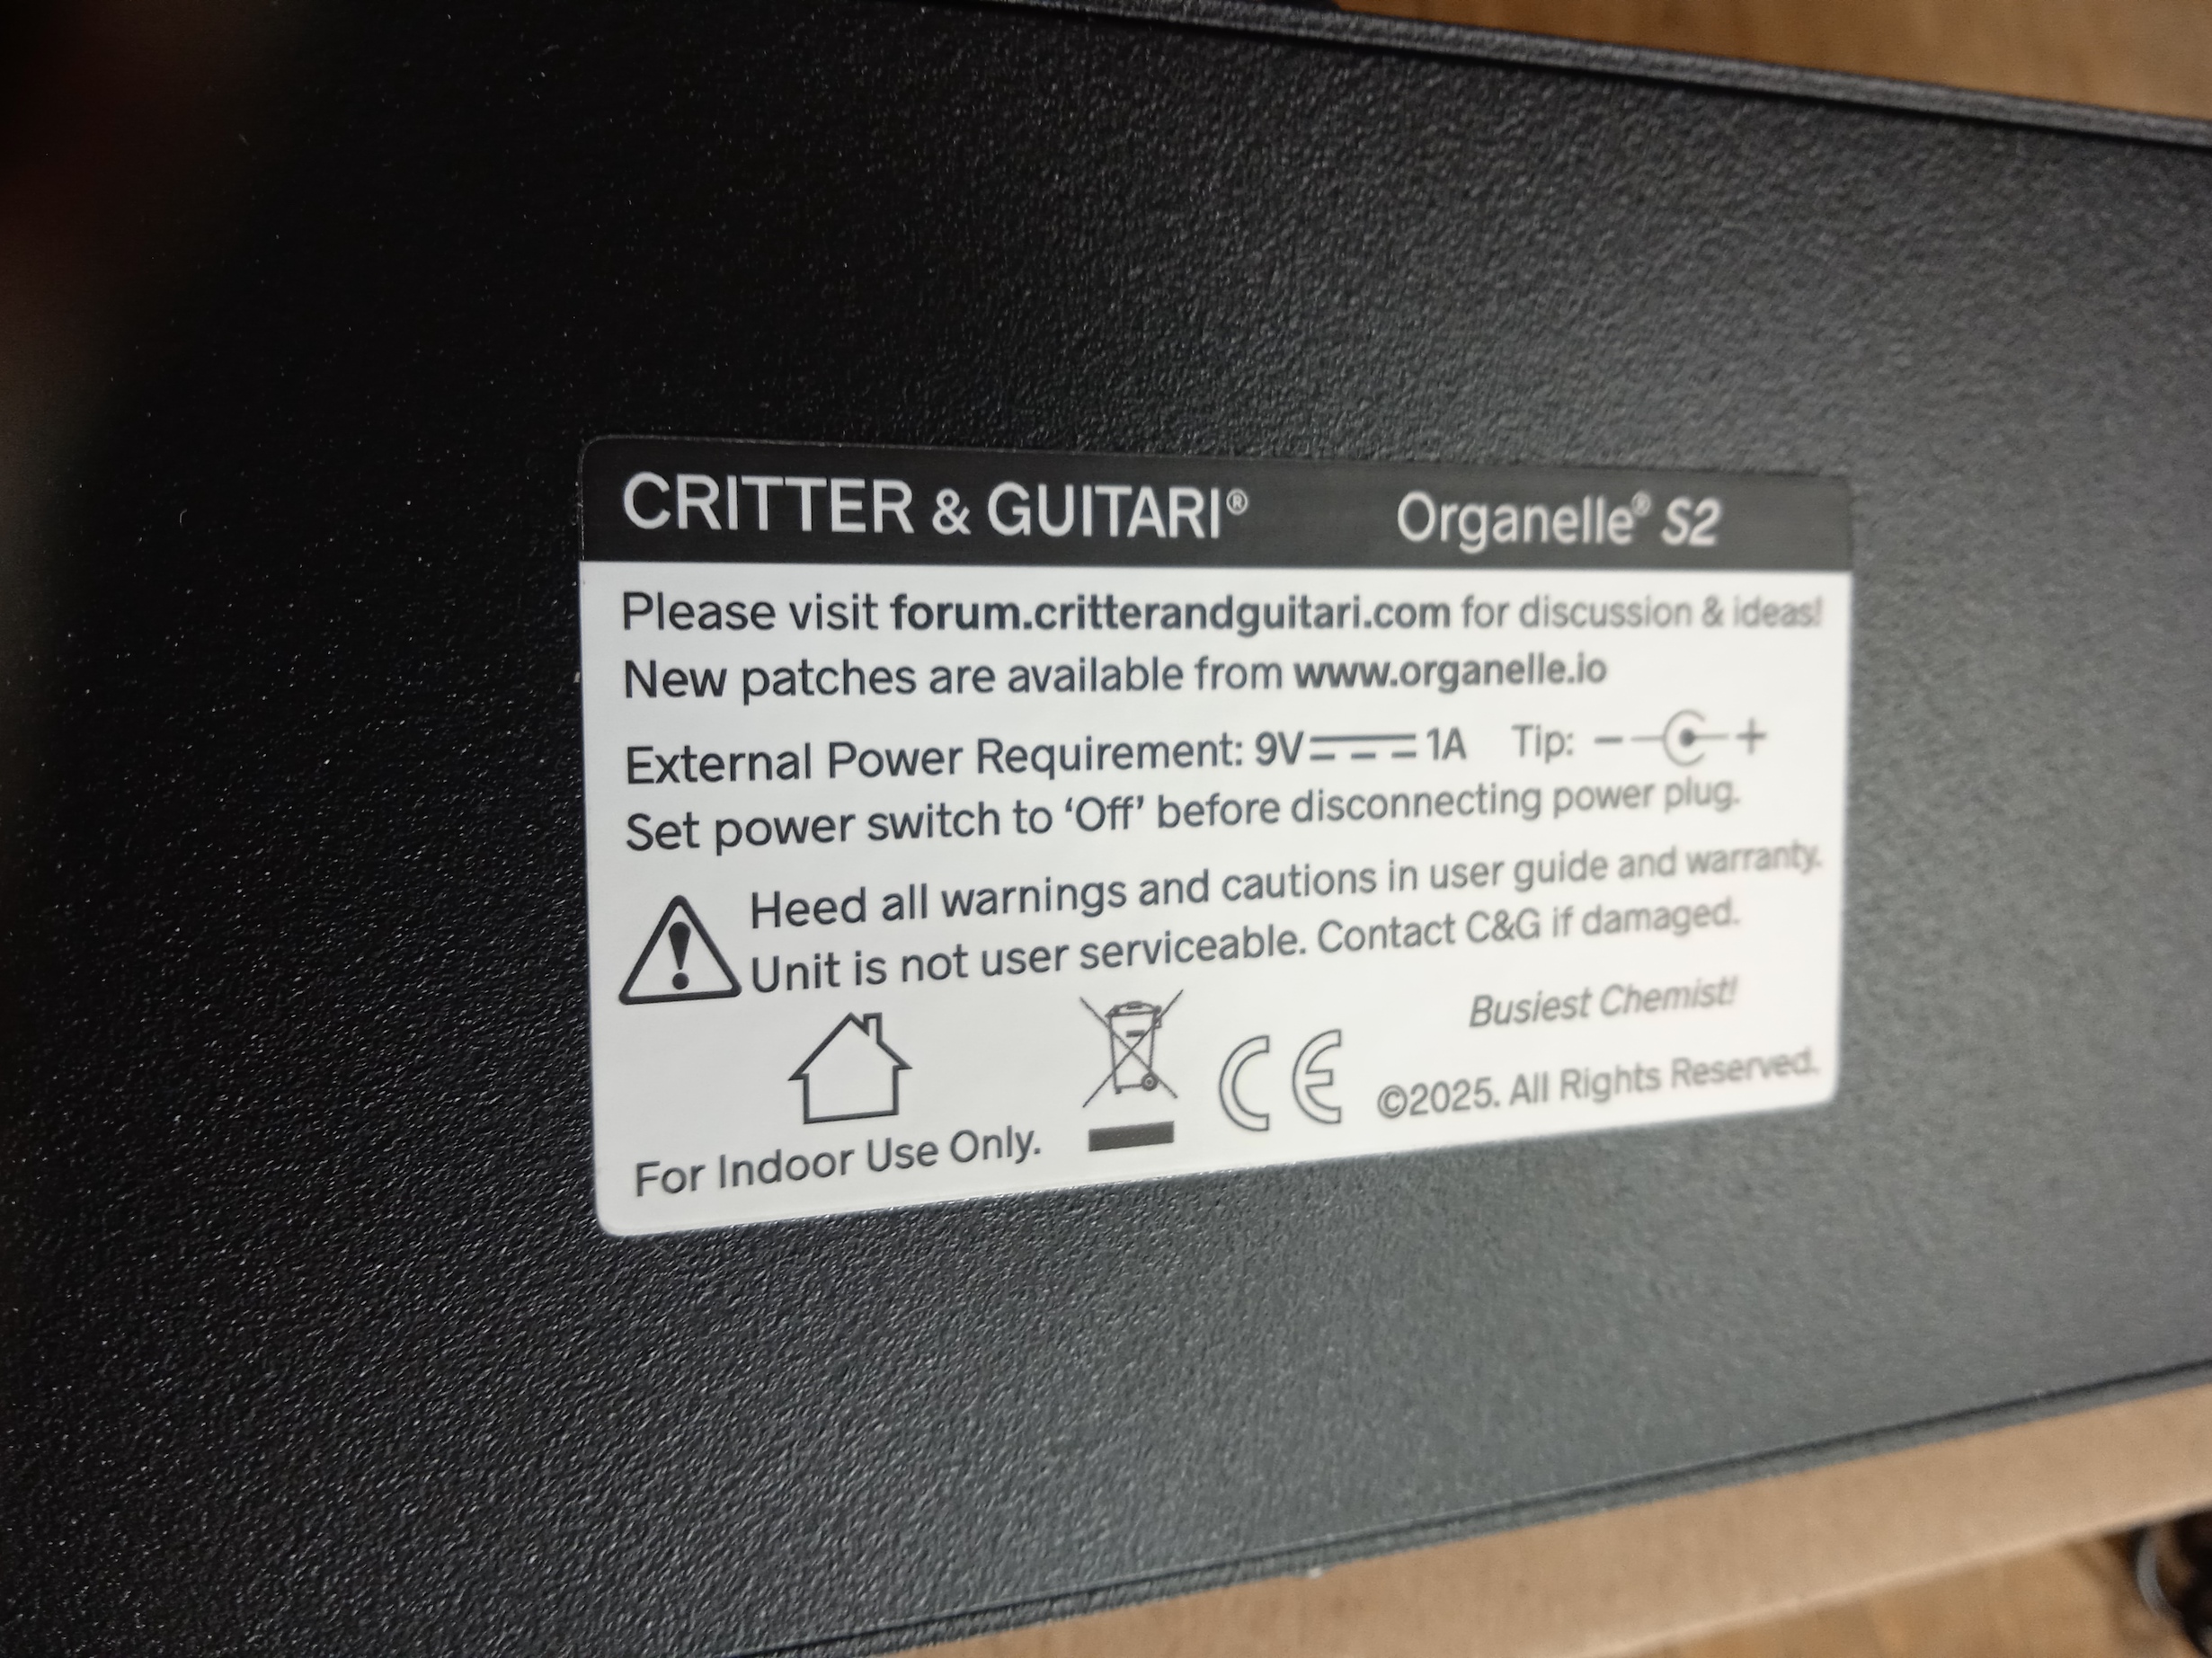 CRITTER & GUITARI® Organelle® S2
Please visit forum.critterandguitari.com for discussion & ideas!
New patches are available from www.organelle.io
External Power Requirement: 9V⎓1A Tip: − +
Set power switch to ‘Off’ before disconnecting power plug.
Heed all warnings and cautions in user guide and warranty.
Unit is not user serviceable. Contact C&G if damaged.
Busiest Chemist!
For Indoor Use Only.
CE
©2025. All Rights Reserved.